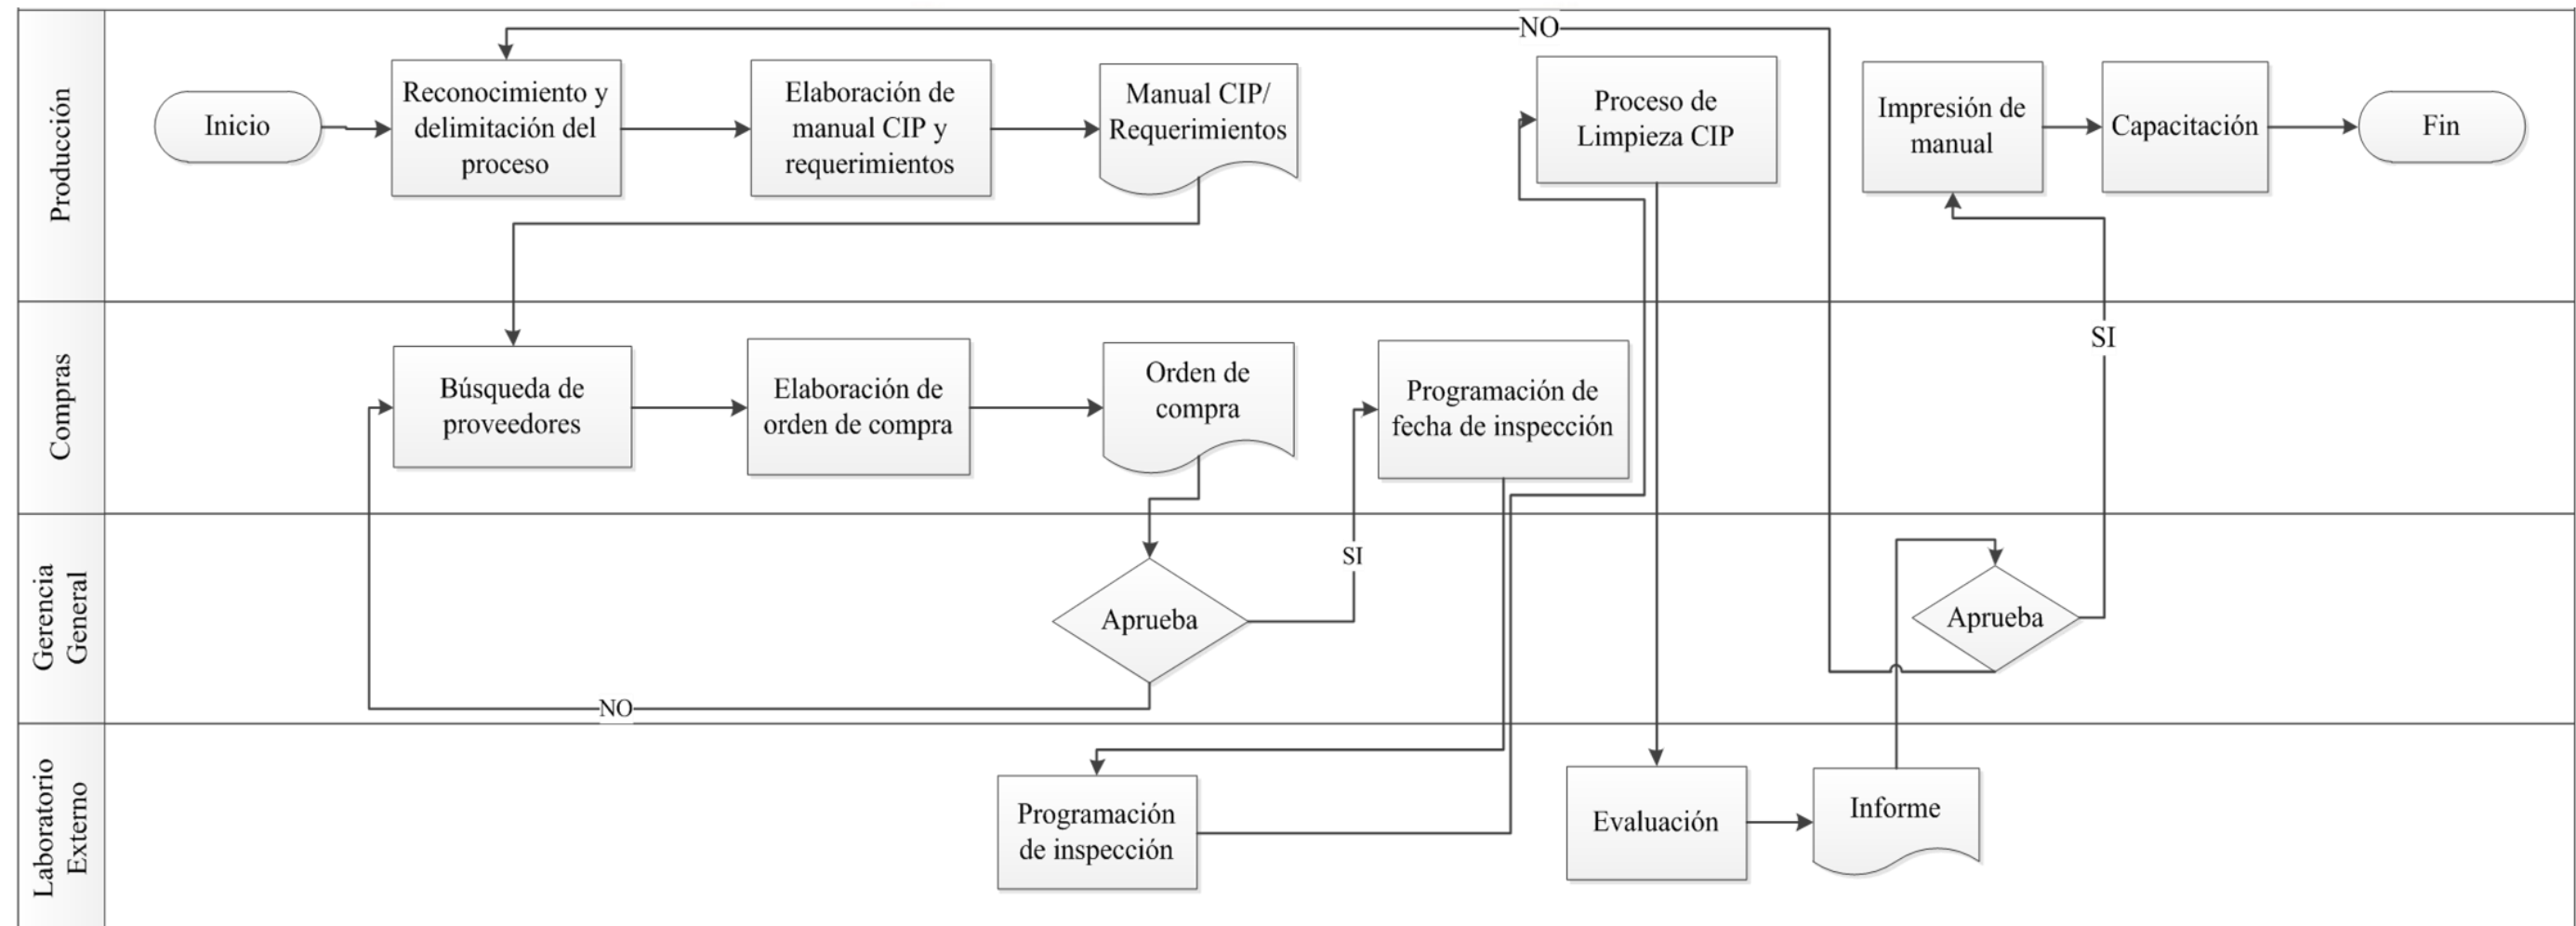 NO
Producción
Inicio
Reconocimiento y
delimitación del
proceso
Elaboración de
manual CIP y
requerimientos
Manual CIP/
Requerimientos
Proceso de
Limpieza CIP
Impresión de
manual
Capacitación
Fin
Compras
Búsqueda de
proveedores
Elaboración de
orden de compra
Orden de
compra
Programación de
fecha de inspección
SI
Gerencia
General
Aprueba
SI
Aprueba
NO
Laboratorio
Externo
Programación
de inspección
Evaluación
Informe